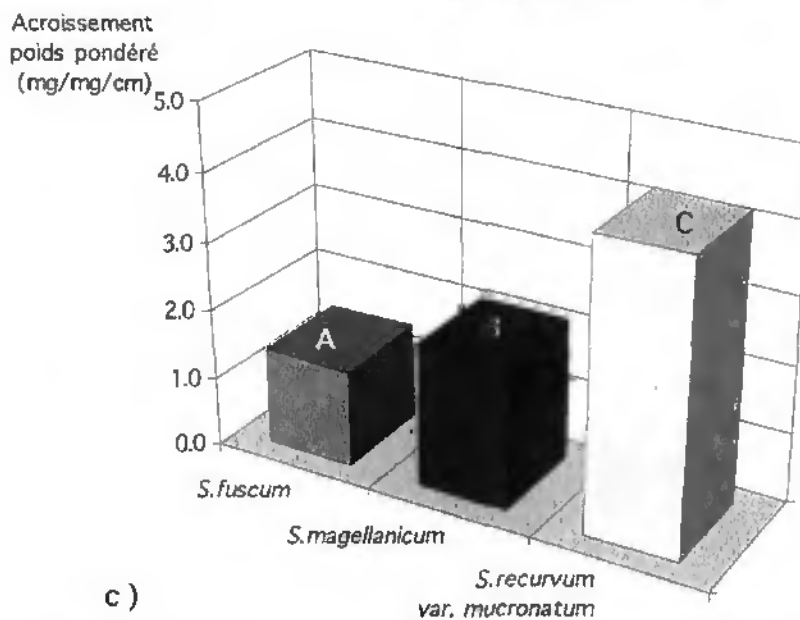 Acroissement
poids pondéré
(mg/mg/cm)
5.0
4.0
3.0
2.0
1.0
0.0
A
C
S.fuscum
S.magellanicum
S.recurvum
var. mucronatum
c )